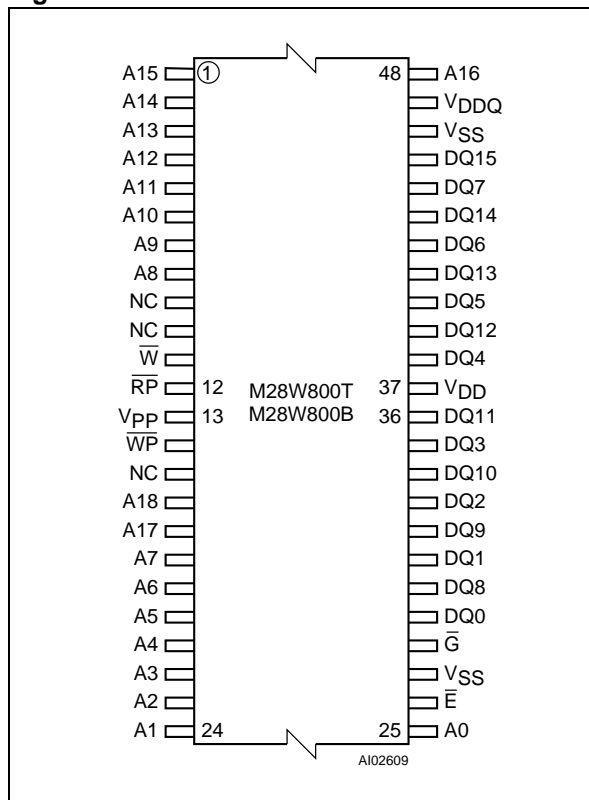 A15 1 48 A16
A14 VDDQ
A13 VSS
A12 DQ15
A11 DQ7
A10 DQ14
A9 DQ6
A8 DQ13
NC DQ5
NC DQ12
W̅ DQ4
R̅P̅ 12 M28W800T 37 VDD
VPP 13 M28W800B 36 DQ11
W̅P̅ DQ3
NC DQ10
A18 DQ2
A17 DQ9
A7 DQ1
A6 DQ8
A5 DQ0
A4 G̅
A3 VSS
A2 E̅
A1 24 25 A0
AI02609